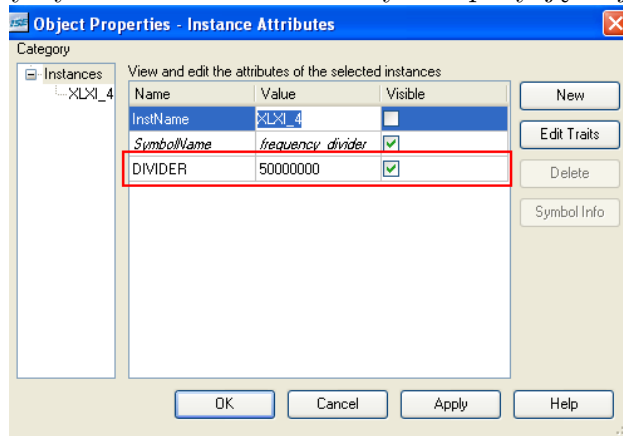 Object Properties - Instance Attributes
Category
Instances
XLXI_4
View and edit the attributes of the selected instances
Name Value Visible
InstName XLXI_4
SymbolName frequency_divider
DIVIDER 50000000
New
Edit Traits
Delete
Symbol Info
OK Cancel Apply Help